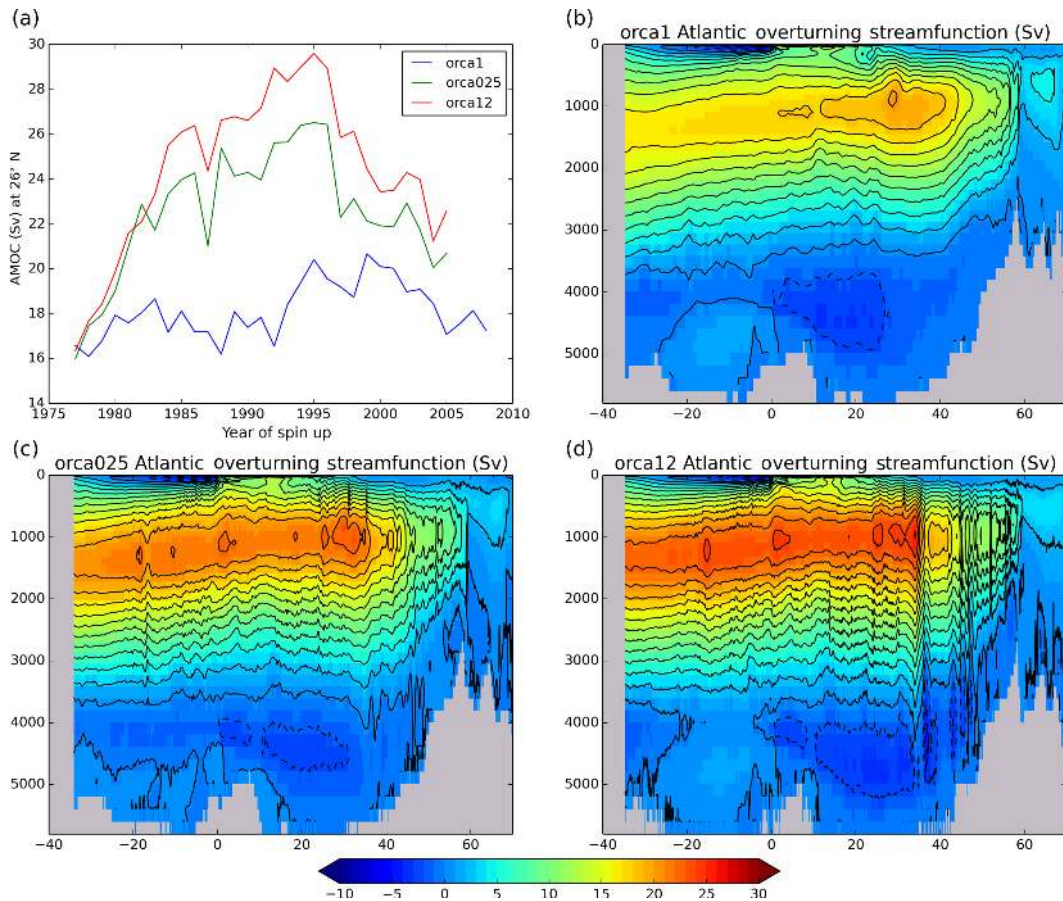 (a)
AMOC (Sv) at 26° N
30
28
26
24
22
20
18
16
14
1975 1980 1985 1990 1995 2000 2005 2010
Year of spin up
orca1
orca025
orca12
(b)
orca1 Atlantic overturning streamfunction (Sv)
0
1000
2000
3000
4000
5000
−40 −20 0 20 40 60
(c)
orca025 Atlantic overturning streamfunction (Sv)
0
1000
2000
3000
4000
5000
−40 −20 0 20 40 60
(d)
orca12 Atlantic overturning streamfunction (Sv)
0
1000
2000
3000
4000
5000
−40 −20 0 20 40 60
−10 −5 0 5 10 15 20 25 30